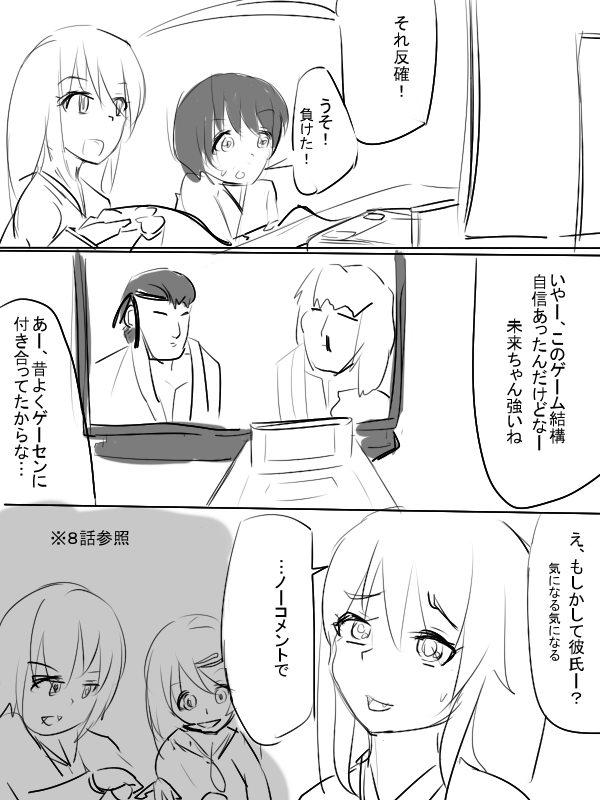 それ反確！
うそ！
負けた！
いやー、このゲーム結構
自信あったんだけどなー
未来ちゃん強いね
あー、昔よくゲーセンに
付き合ってたからな…
え、もしかして彼氏ー？
気になる気になる
…ノーコメントで
※８話参照